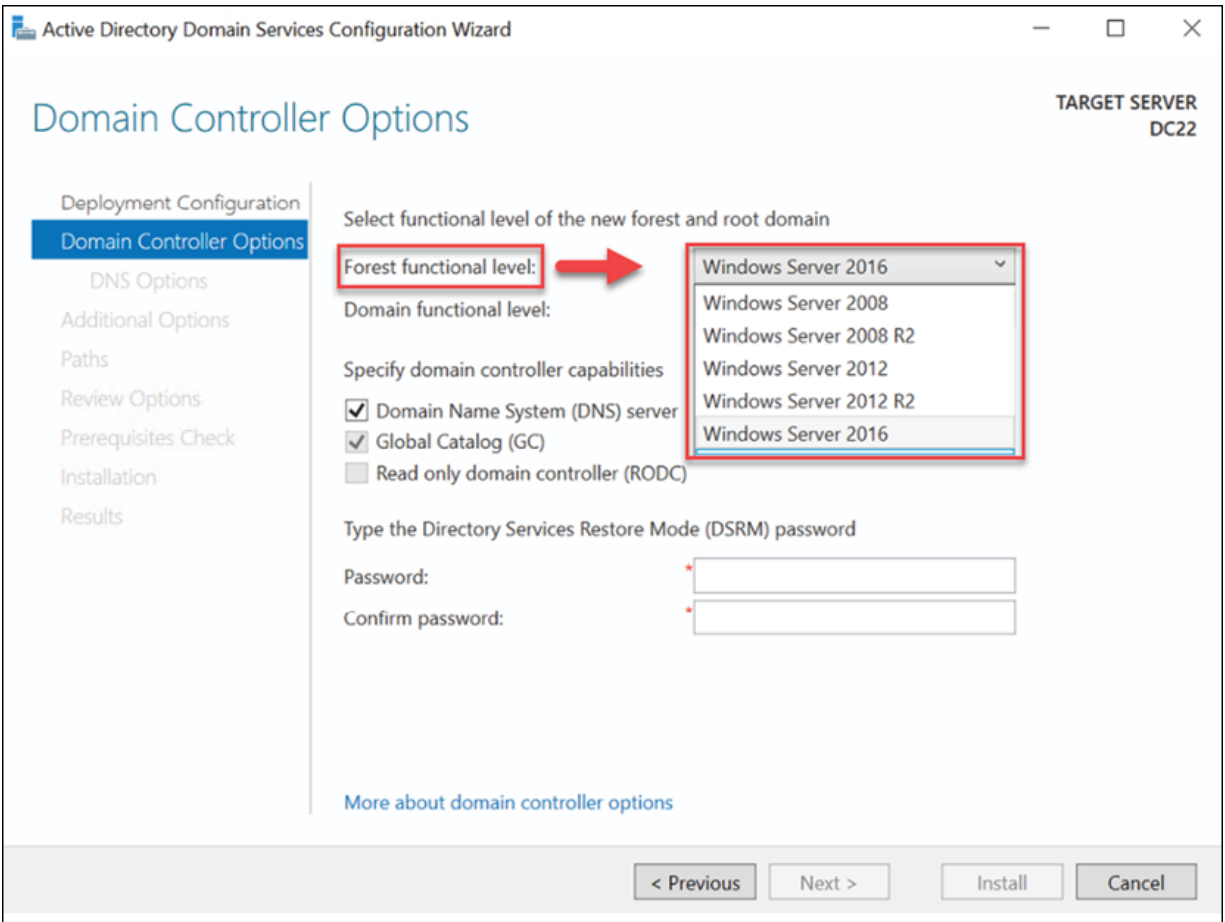 Active Directory Domain Services Configuration Wizard
Domain Controller Options
TARGET SERVER
DC22
Deployment Configuration
Domain Controller Options
DNS Options
Additional Options
Paths
Review Options
Prerequisites Check
Installation
Results
Select functional level of the new forest and root domain
Forest functional level:
Windows Server 2016
Windows Server 2008
Windows Server 2008 R2
Windows Server 2012
Windows Server 2012 R2
Windows Server 2016
Domain functional level:
Specify domain controller capabilities
Domain Name System (DNS) server
Global Catalog (GC)
Read only domain controller (RODC)
Type the Directory Services Restore Mode (DSRM) password
Password: *
Confirm password: *
More about domain controller options
< Previous
Next >
Install
Cancel